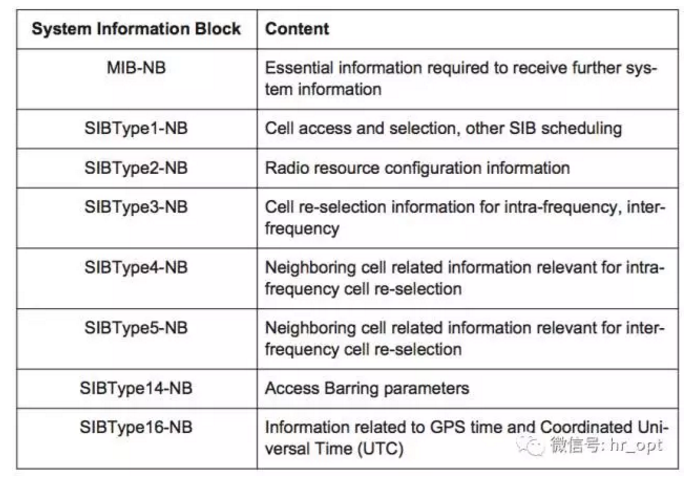 System Information Block Content
MIB-NB Essential information required to receive further sys-
tem information
SIBType1-NB Cell access and selection, other SIB scheduling
SIBType2-NB Radio resource configuration information
SIBType3-NB Cell re-selection information for intra-frequency, inter-
frequency
SIBType4-NB Neighboring cell related information relevant for intra-
frequency cell re-selection
SIBType5-NB Neighboring cell related information relevant for inter-
frequency cell re-selection
SIBType14-NB Access Barring parameters
SIBType16-NB Information related to GPS time and Coordinated Uni-
versal Time (UTC)
微信号: hr_opt